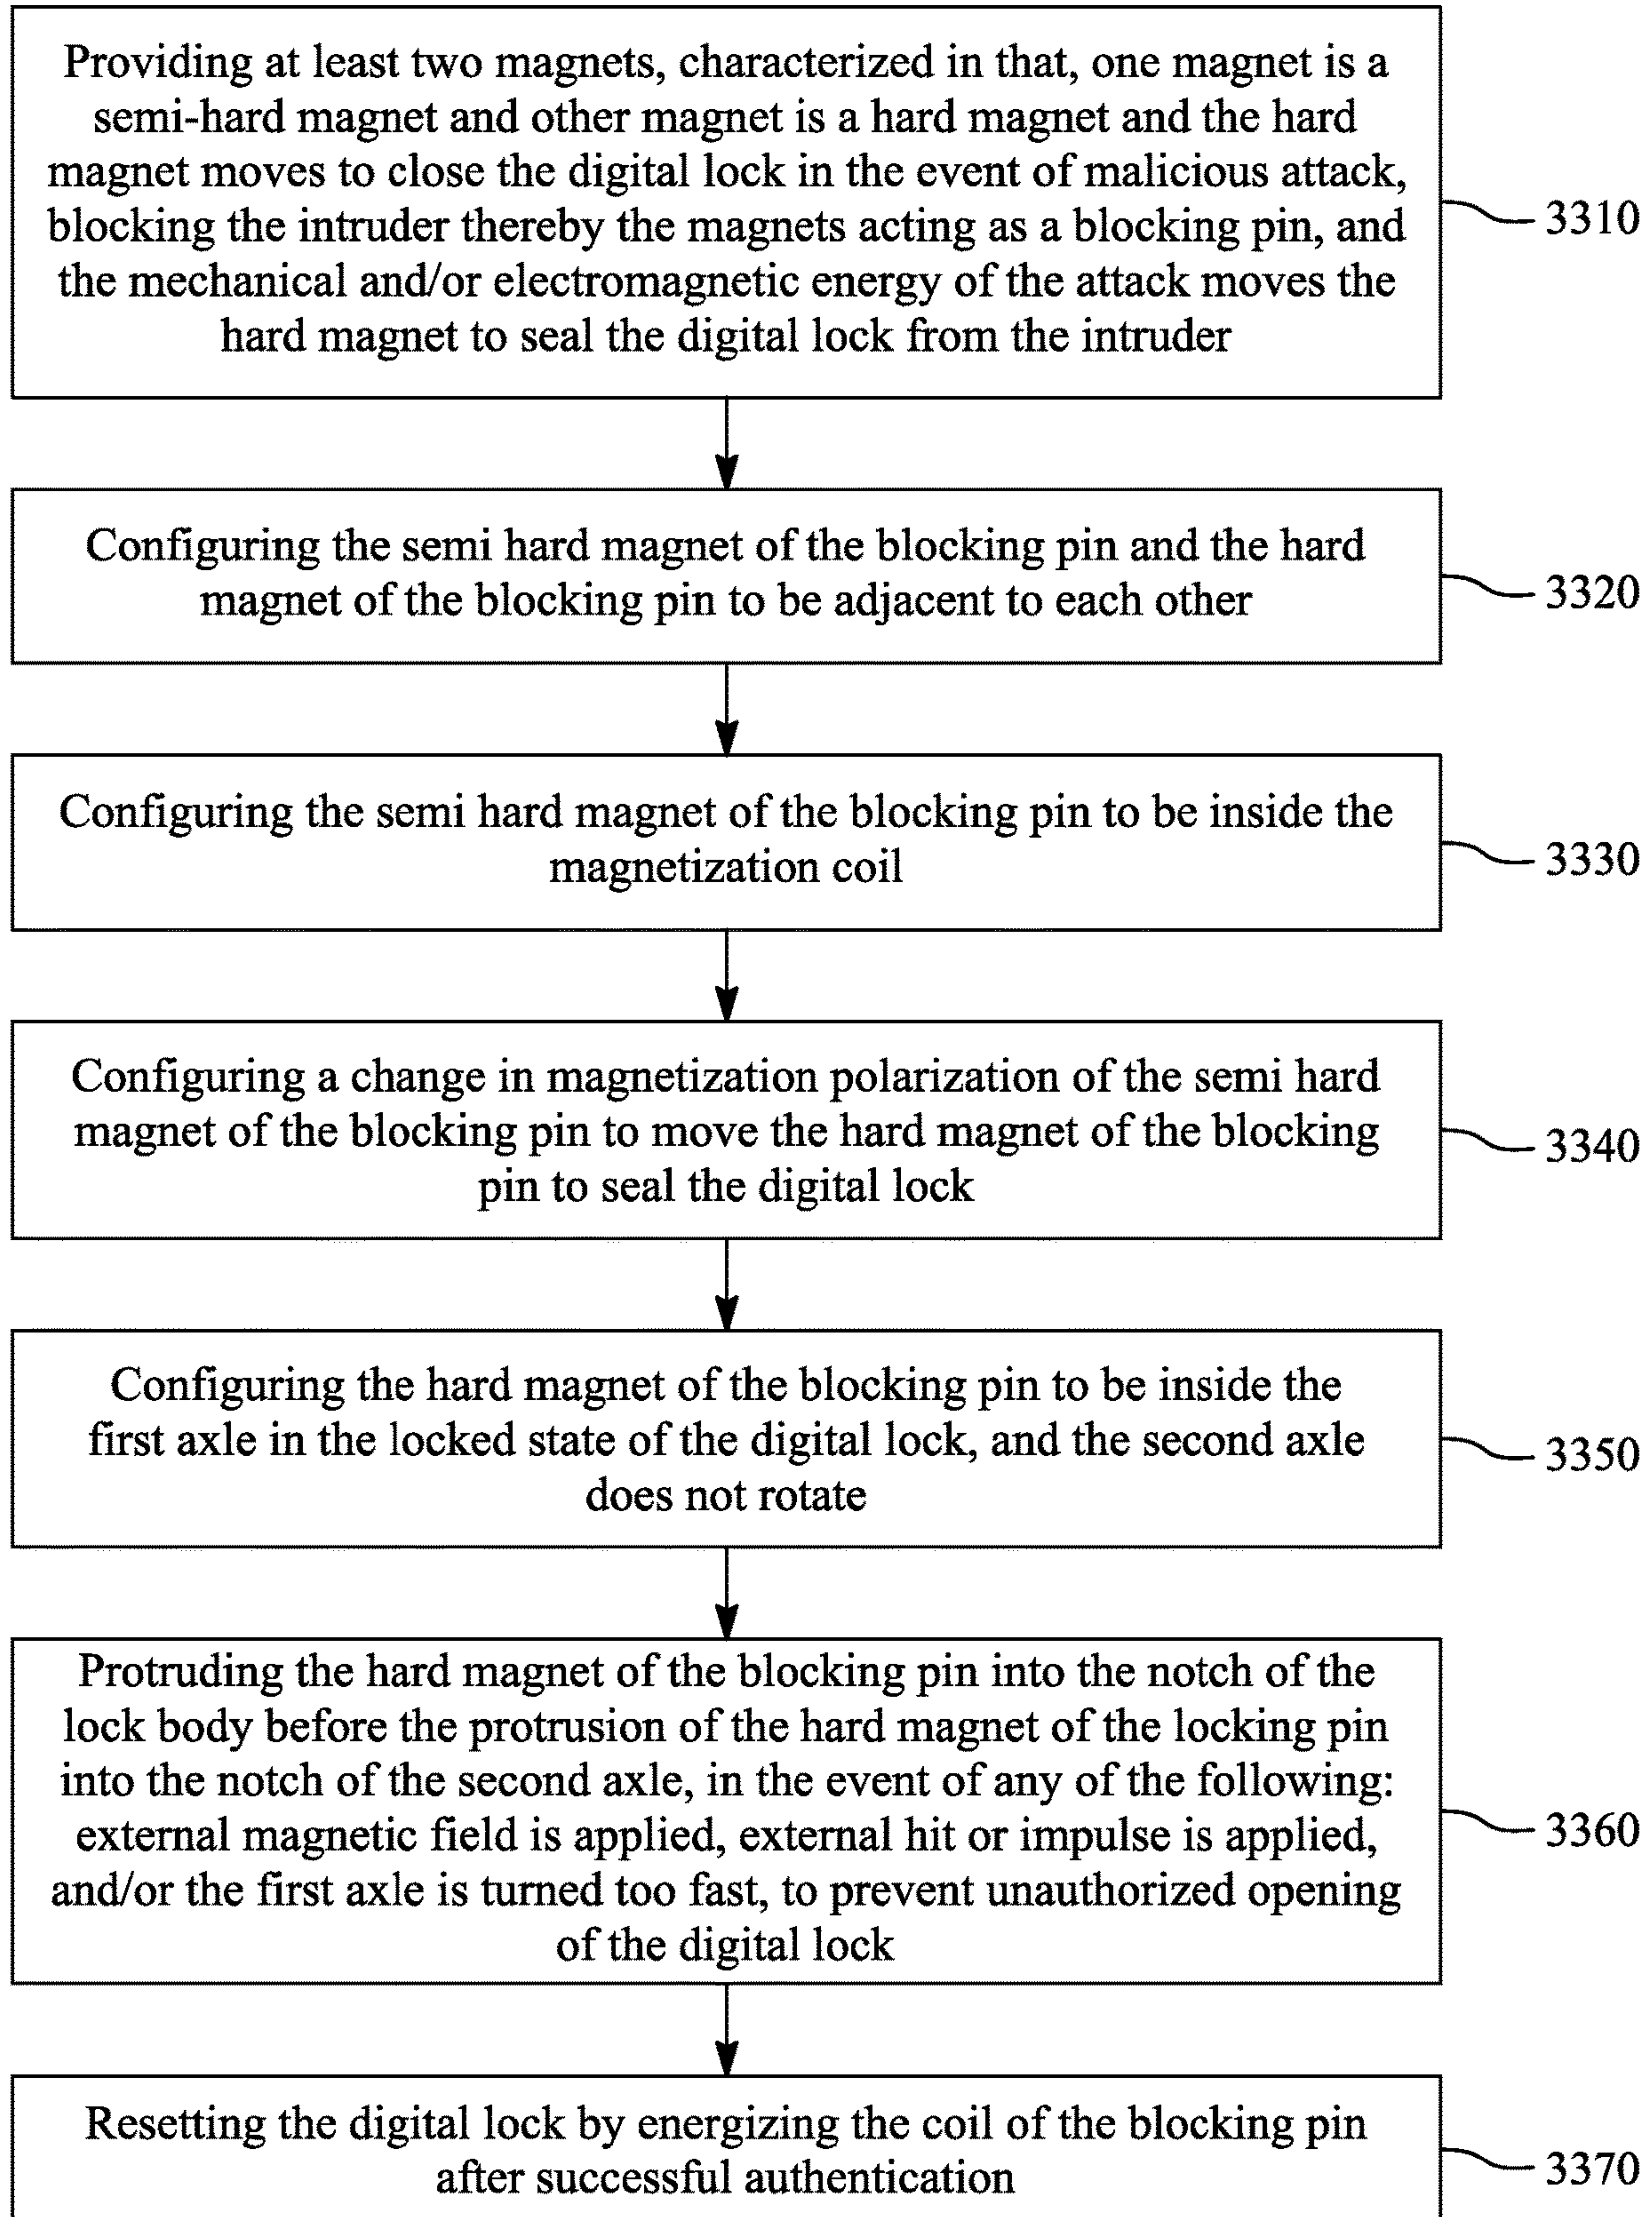 Providing at least two magnets, characterized in that, one magnet is a
semi-hard magnet and other magnet is a hard magnet and the hard
magnet moves to close the digital lock in the event of malicious attack,
blocking the intruder thereby the magnets acting as a blocking pin, and
the mechanical and/or electromagnetic energy of the attack moves the
hard magnet to seal the digital lock from the intruder
3310
Configuring the semi hard magnet of the blocking pin and the hard
magnet of the blocking pin to be adjacent to each other
3320
Configuring the semi hard magnet of the blocking pin to be inside the
magnetization coil
3330
Configuring a change in magnetization polarization of the semi hard
magnet of the blocking pin to move the hard magnet of the blocking
pin to seal the digital lock
3340
Configuring the hard magnet of the blocking pin to be inside the
first axle in the locked state of the digital lock, and the second axle
does not rotate
3350
Protruding the hard magnet of the blocking pin into the notch of the
lock body before the protrusion of the hard magnet of the locking pin
into the notch of the second axle, in the event of any of the following:
external magnetic field is applied, external hit or impulse is applied,
and/or the first axle is turned too fast, to prevent unauthorized opening
of the digital lock
3360
Resetting the digital lock by energizing the coil of the blocking pin
after successful authentication
3370